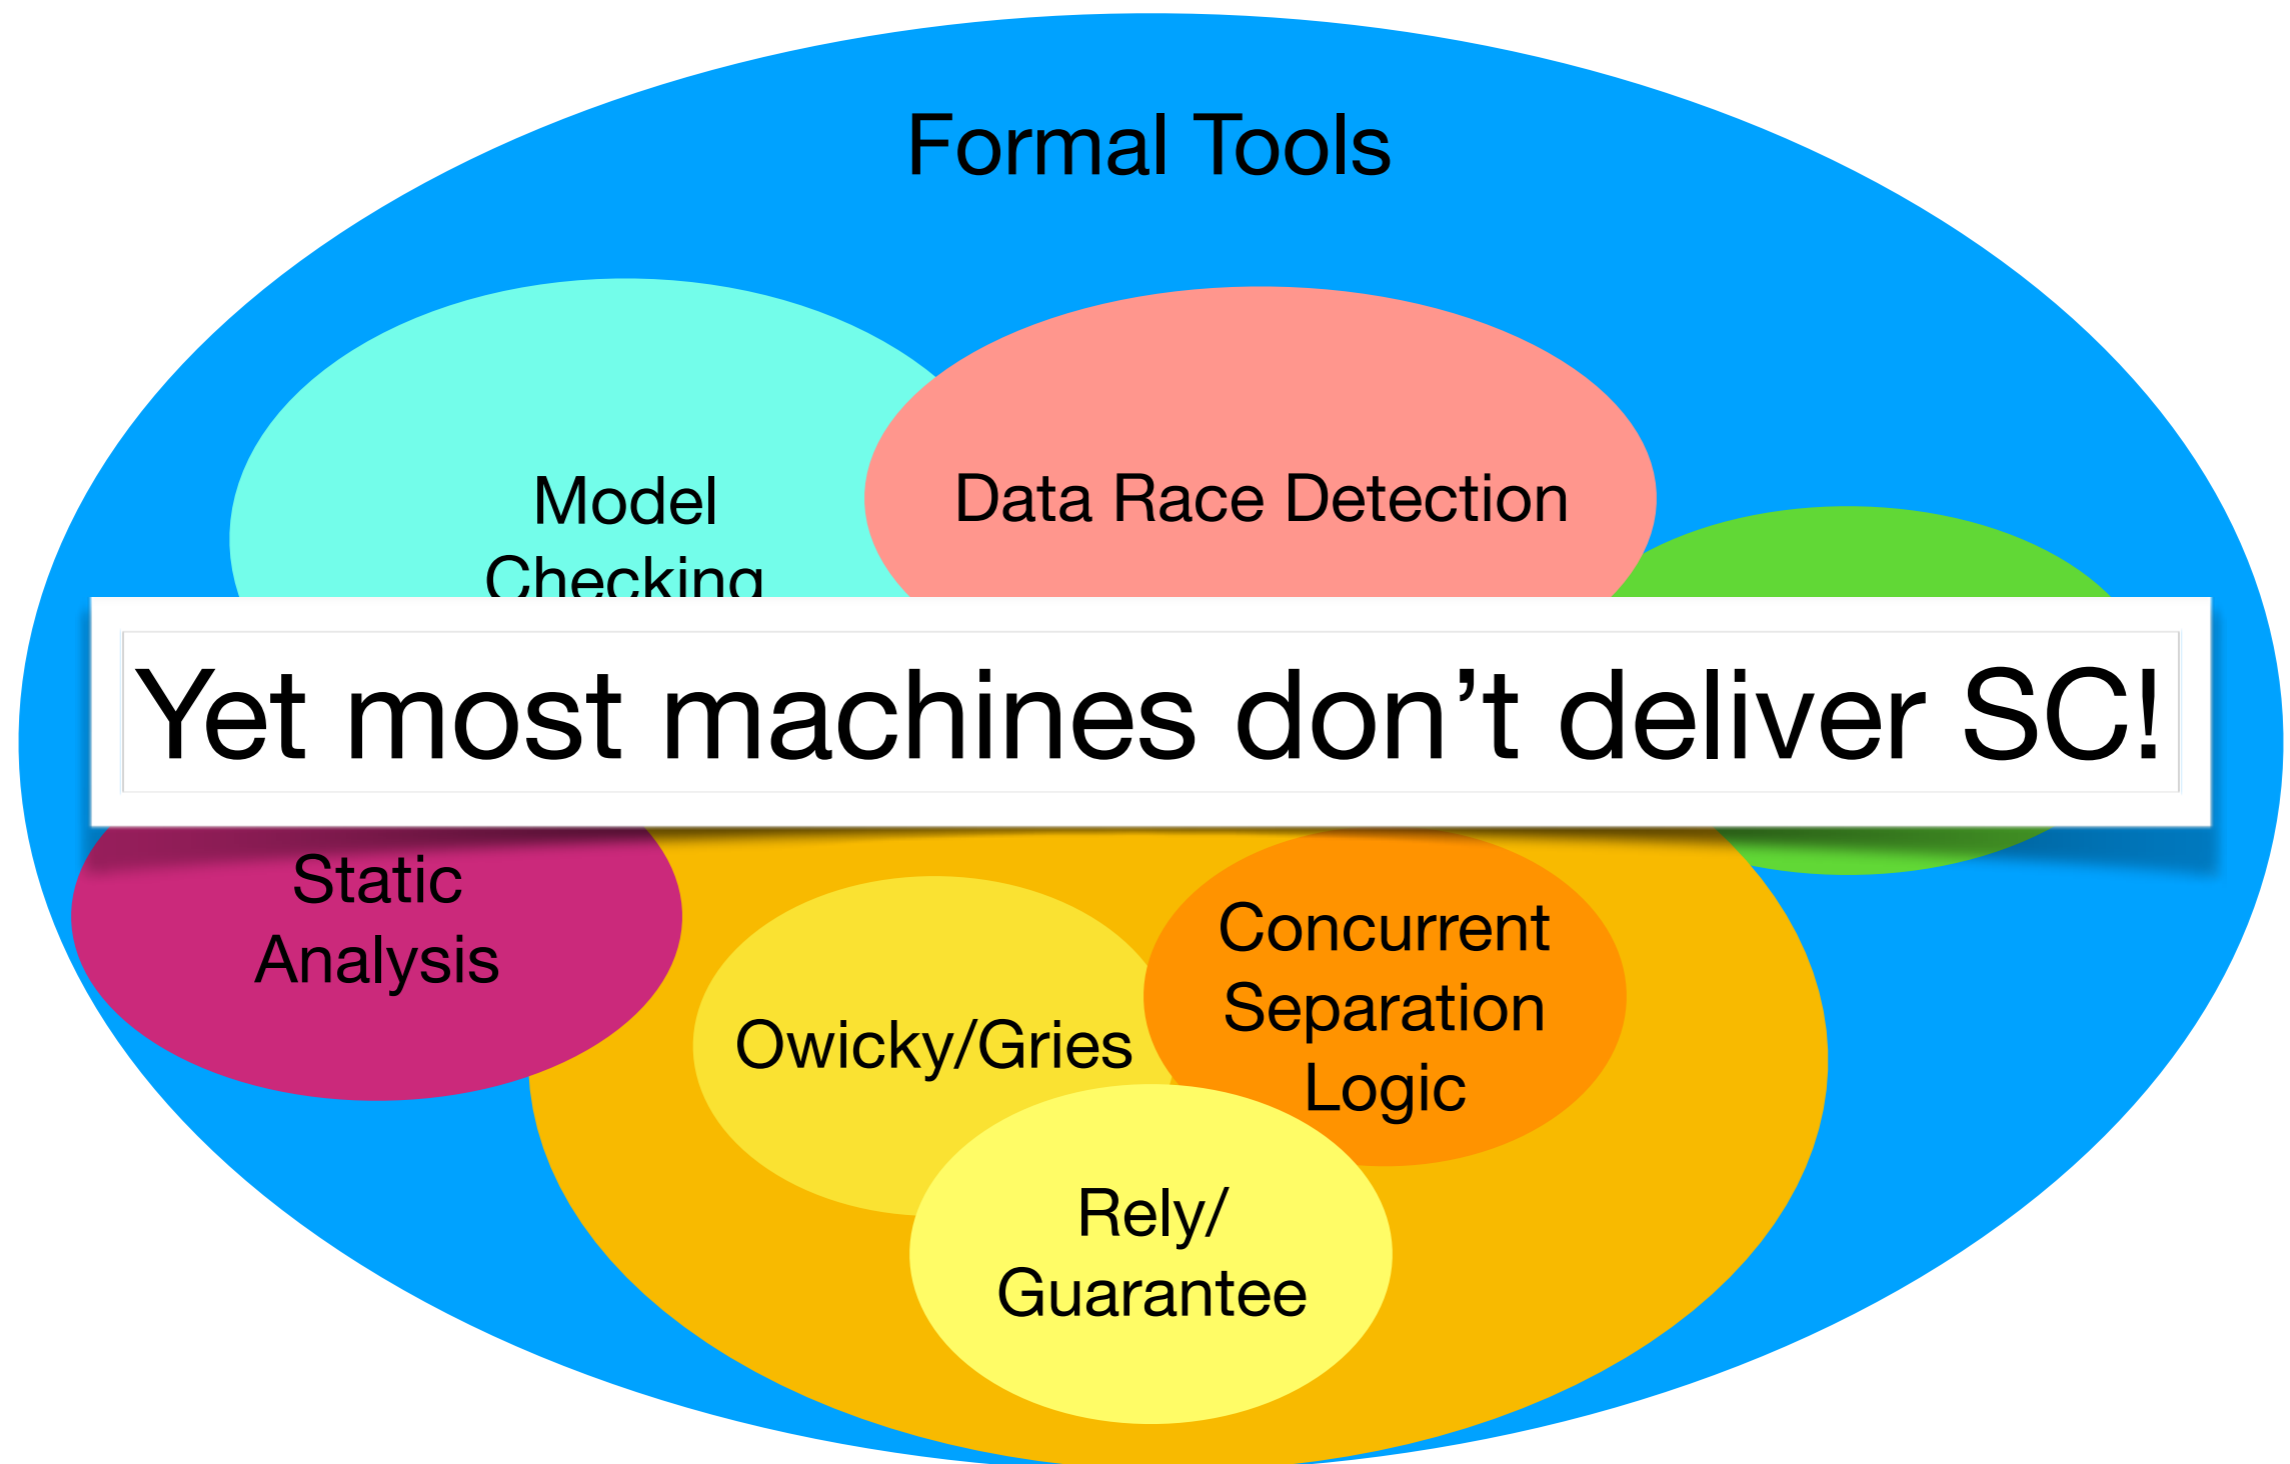 Formal Tools
Model
Checking
Data Race Detection
Yet most machines don’t deliver SC!
Static
Analysis
Owicky/Gries
Concurrent
Separation
Logic
Rely/
Guarantee